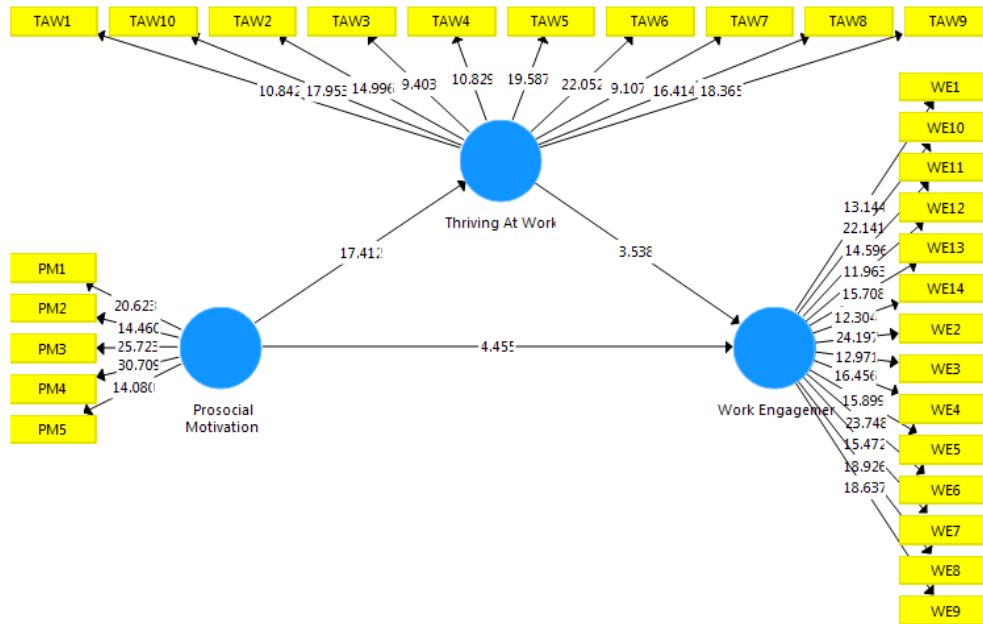 TAW1 TAW10 TAW2 TAW3 TAW4 TAW5 TAW6 TAW7 TAW8 TAW9
10.842 17.953 14.996 9.403 10.829 19.587 22.052 9.107 16.414 18.365
Thriving At Work
17.412
3.538
PM1
PM2
PM3
PM4
PM5
20.623
14.460
25.723
30.709
14.080
Prosocial
Motivation
4.455
Work Engagemer
13.144
22.141
14.596
11.963
15.708
12.304
24.197
12.971
16.456
15.899
23.748
15.472
18.926
18.637
WE1
WE10
WE11
WE12
WE13
WE14
WE2
WE3
WE4
WE5
WE6
WE7
WE8
WE9